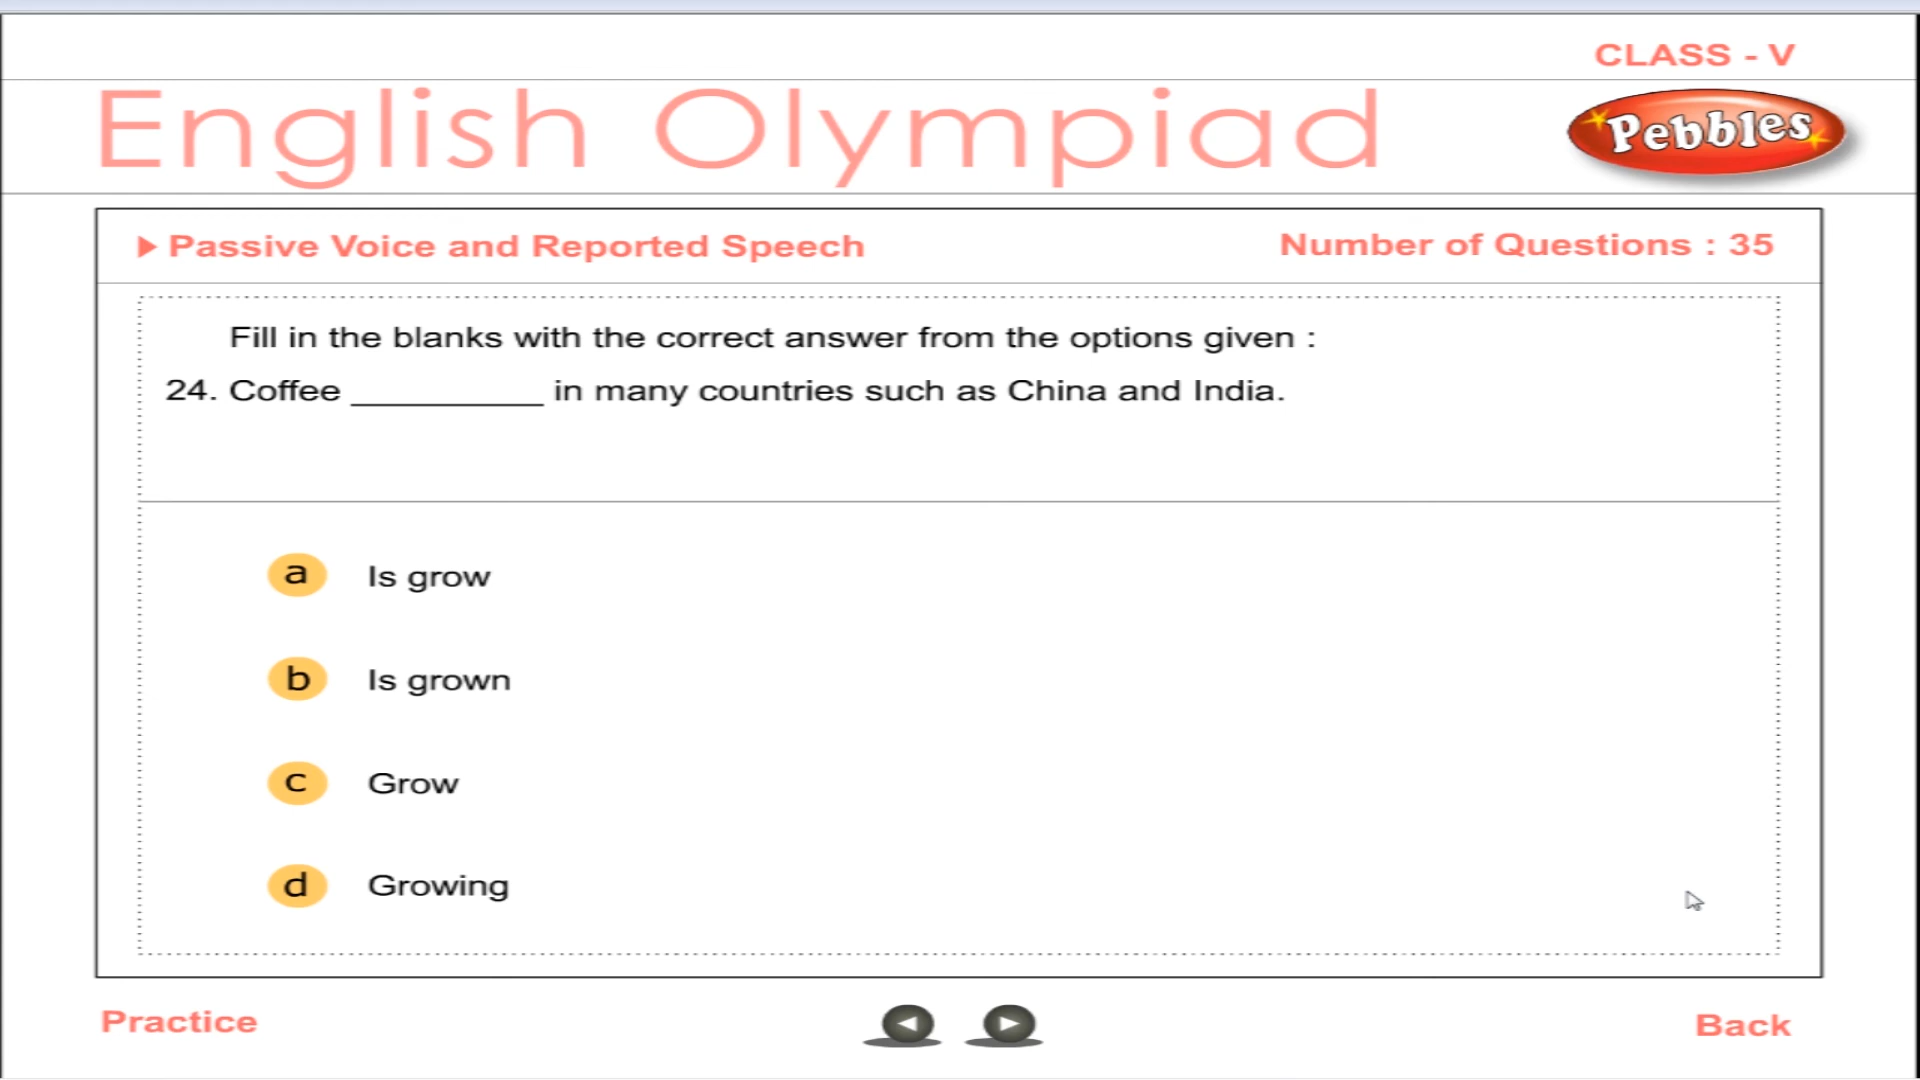 CLASS - V
English Olympiad
Pebbles
Passive Voice and Reported Speech
Number of Questions : 35
Fill in the blanks with the correct answer from the options given :
24. Coffee __________ in many countries such as China and India.
a Is grow
b Is grown
c Grow
d Growing
Practice
Back